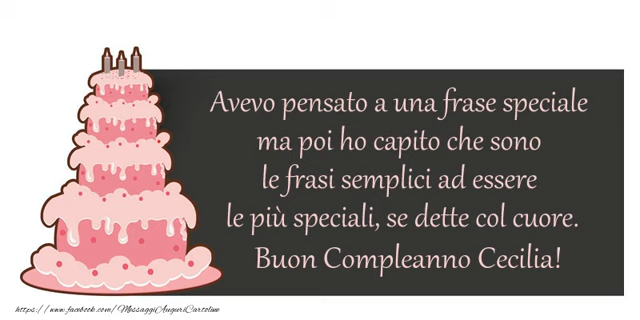 Avevo pensato a una frase speciale
ma poi ho capito che sono
le frasi semplici ad essere
le più speciali, se dette col cuore.
Buon Compleanno Cecilia!
https://www.facebook.com/MessaggiAuguriCartoline